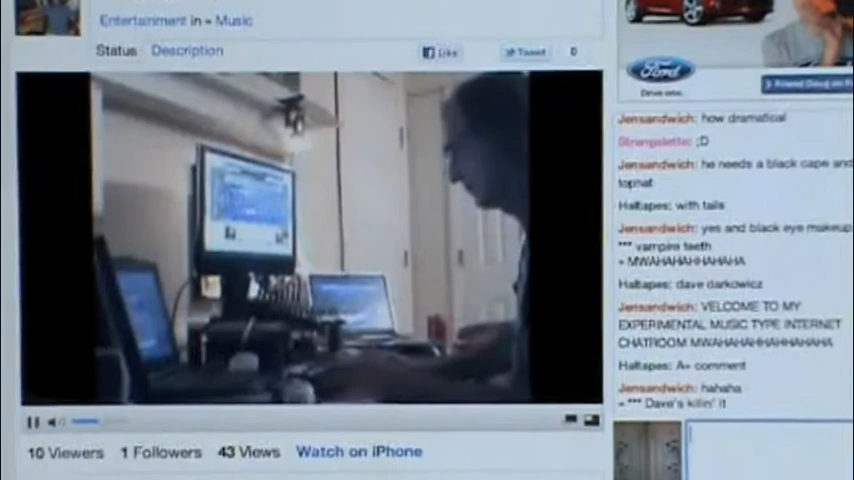 Entertainment in » Music
Status Description
Like Tweet 0
Ford
Drive one.
Jensandwich: how dramatical
Strangelette: ;D
Jensandwich: he needs a black cape and
tophat
Haltapes: with tails
Jensandwich: yes and black eye makeup
*** vampire teeth
» MWAHAHAHHAHAHA
Haltapes: dave darkowicz
Jensandwich: VELCOME TO MY
EXPERIMENTAL MUSIC TYPE INTERNET
CHATROOM MWAHAHAHHAHHAHAHA
Haltapes: A+ comment
Jensandwich: hahaha
» *** Dave's killin' it
10 Viewers 1 Followers 43 Views Watch on iPhone